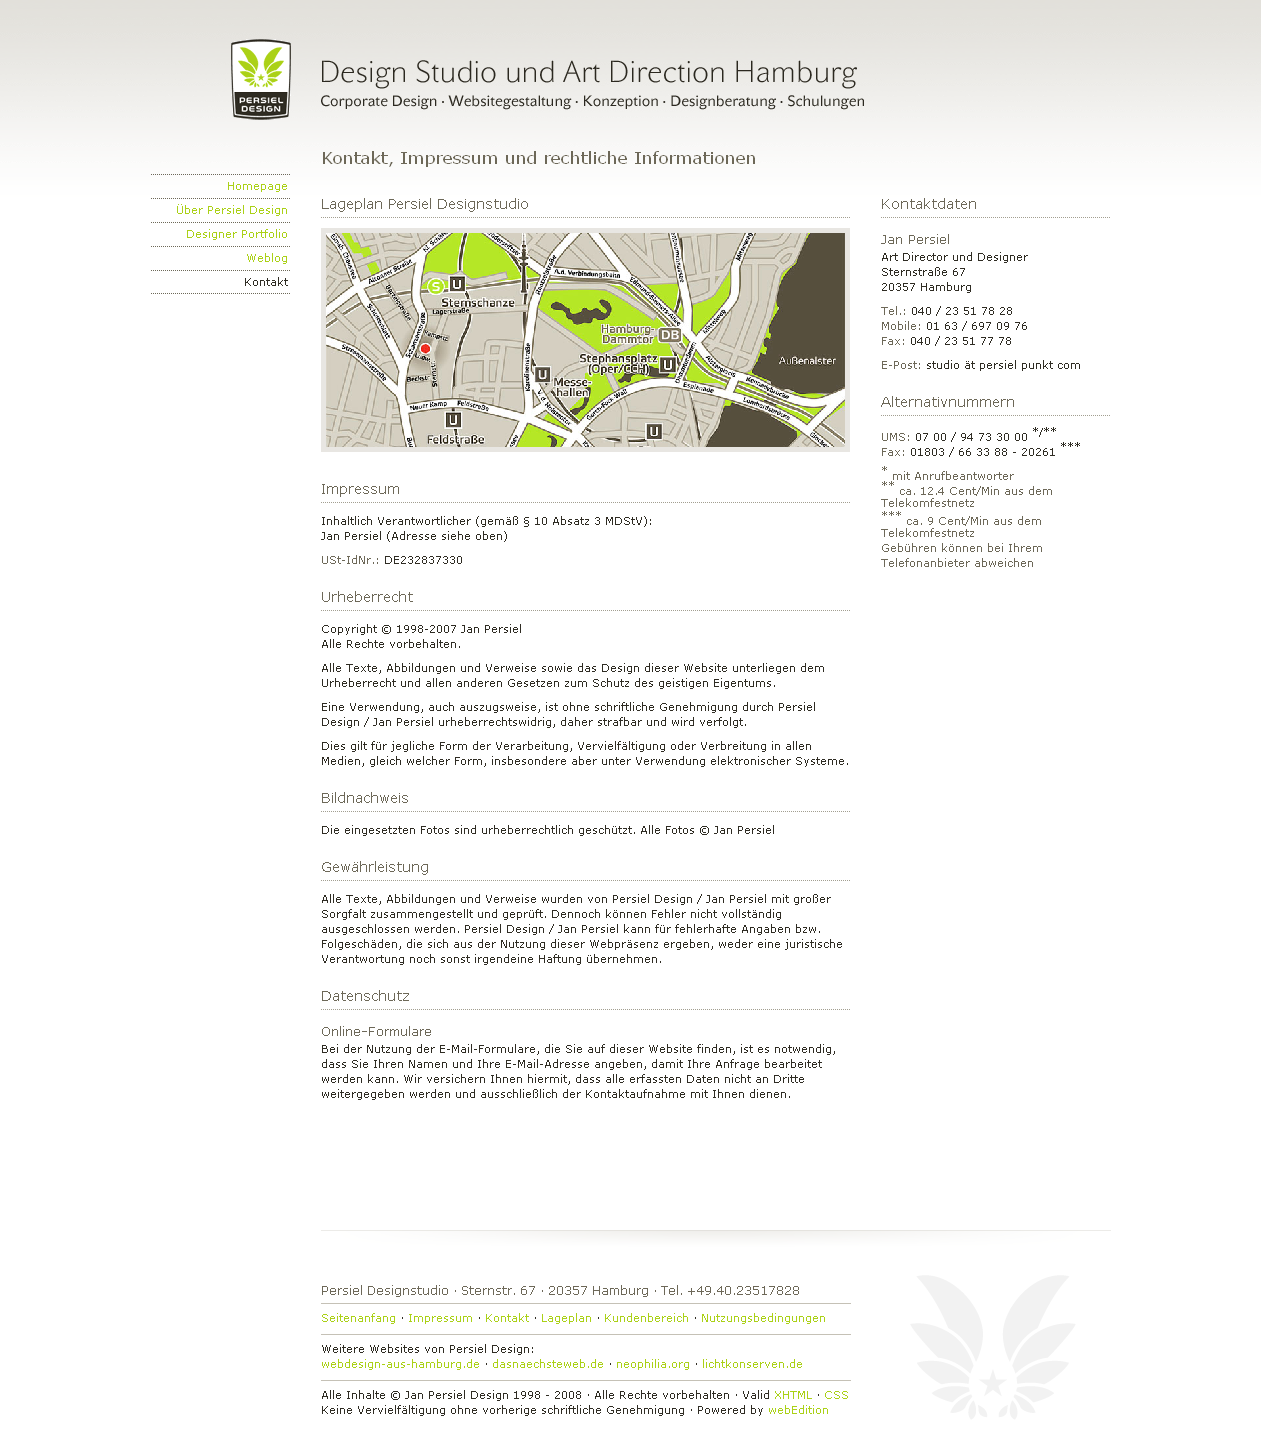 PERSIEL
DESIGN
Design Studio und Art Direction Hamburg
Corporate Design · Websitegestaltung · Konzeption · Designberatung · Schulungen
Kontakt, Impressum und rechtliche Informationen
Homepage
Über Persiel Design
Designer Portfolio
Weblog
Kontakt
Lageplan Persiel Designstudio
Altonaer Straße
A.d. Verbindungsbahn
S
U
Sternschanze
Lagerstraße
Hamburg-
Dammtor
DB
Stephansplatz
(Oper/CCH)
U
Außenalster
U
Messe-
hallen
Karolinenstraße
Esplanade
Neuer Kamp
Feldstraße
U
Feldstraße
U
Impressum
Inhaltlich Verantwortlicher (gemäß § 10 Absatz 3 MDStV):
Jan Persiel (Adresse siehe oben)
USt-IdNr.: DE232837330
Urheberrecht
Copyright © 1998-2007 Jan Persiel
Alle Rechte vorbehalten.
Alle Texte, Abbildungen und Verweise sowie das Design dieser Website unterliegen dem
Urheberrecht und allen anderen Gesetzen zum Schutz des geistigen Eigentums.
Eine Verwendung, auch auszugsweise, ist ohne schriftliche Genehmigung durch Persiel
Design / Jan Persiel urheberrechtswidrig, daher strafbar und wird verfolgt.
Dies gilt für jegliche Form der Verarbeitung, Vervielfältigung oder Verbreitung in allen
Medien, gleich welcher Form, insbesondere aber unter Verwendung elektronischer Systeme.
Bildnachweis
Die eingesetzten Fotos sind urheberrechtlich geschützt. Alle Fotos © Jan Persiel
Gewährleistung
Alle Texte, Abbildungen und Verweise wurden von Persiel Design / Jan Persiel mit großer
Sorgfalt zusammengestellt und geprüft. Dennoch können Fehler nicht vollständig
ausgeschlossen werden. Persiel Design / Jan Persiel kann für fehlerhafte Angaben bzw.
Folgeschäden, die sich aus der Nutzung dieser Webpräsenz ergeben, weder eine juristische
Verantwortung noch sonst irgendeine Haftung übernehmen.
Datenschutz
Online-Formulare
Bei der Nutzung der E-Mail-Formulare, die Sie auf dieser Website finden, ist es notwendig,
dass Sie Ihren Namen und Ihre E-Mail-Adresse angeben, damit Ihre Anfrage bearbeitet
werden kann. Wir versichern Ihnen hiermit, dass alle erfassten Daten nicht an Dritte
weitergegeben werden und ausschließlich der Kontaktaufnahme mit Ihnen dienen.
Kontaktdaten
Jan Persiel
Art Director und Designer
Sternstraße 67
20357 Hamburg
Tel.: 040 / 23 51 78 28
Mobile: 01 63 / 697 09 76
Fax: 040 / 23 51 77 78
E-Post: studio ät persiel punkt com
Alternativnummern
UMS: 07 00 / 94 73 30 00 */**
Fax: 01803 / 66 33 88 - 20261 ***
* mit Anrufbeantworter
** ca. 12.4 Cent/Min aus dem
Telekomfestnetz
*** ca. 9 Cent/Min aus dem
Telekomfestnetz
Gebühren können bei Ihrem
Telefonanbieter abweichen
Persiel Designstudio · Sternstr. 67 · 20357 Hamburg · Tel. +49.40.23517828
Seitenanfang · Impressum · Kontakt · Lageplan · Kundenbereich · Nutzungsbedingungen
Weitere Websites von Persiel Design:
webdesign-aus-hamburg.de · dasnaechsteweb.de · neophilia.org · lichtkonserven.de
Alle Inhalte © Jan Persiel Design 1998 - 2008 · Alle Rechte vorbehalten · Valid XHTML · CSS
Keine Vervielfältigung ohne vorherige schriftliche Genehmigung · Powered by webEdition